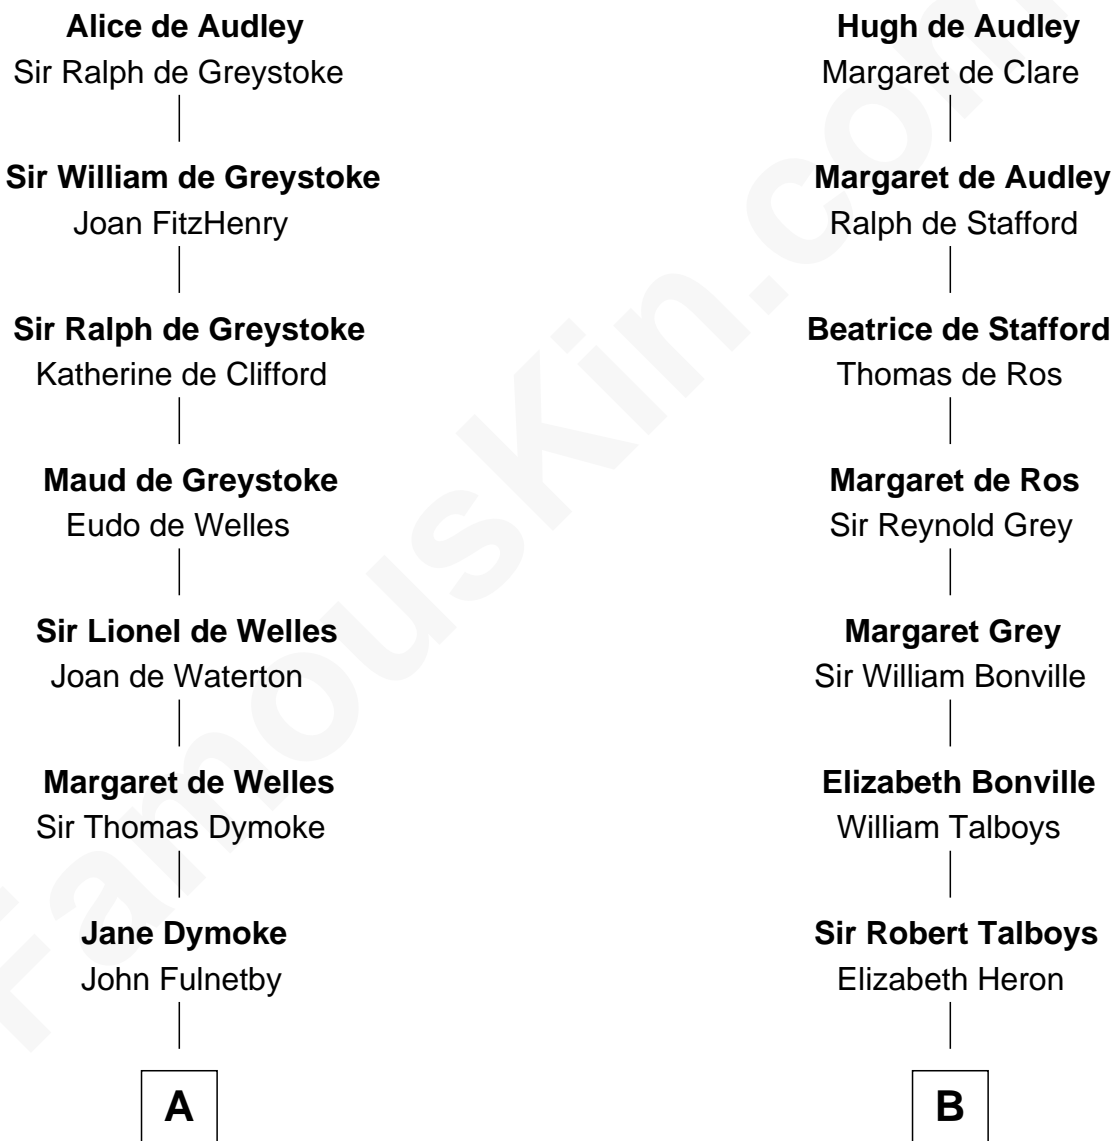 Alice de Audley
Sir Ralph de Greystoke
Sir William de Greystoke
Joan FitzHenry
Sir Ralph de Greystoke
Katherine de Clifford
Maud de Greystoke
Eudo de Welles
Sir Lionel de Welles
Joan de Waterton
Margaret de Welles
Sir Thomas Dymoke
Jane Dymoke
John Fulnetby
A
Hugh de Audley
Margaret de Clare
Margaret de Audley
Ralph de Stafford
Beatrice de Stafford
Thomas de Ros
Margaret de Ros
Sir Reynold Grey
Margaret Grey
Sir William Bonville
Elizabeth Bonville
William Talboys
Sir Robert Talboys
Elizabeth Heron
B
FamousKin.com